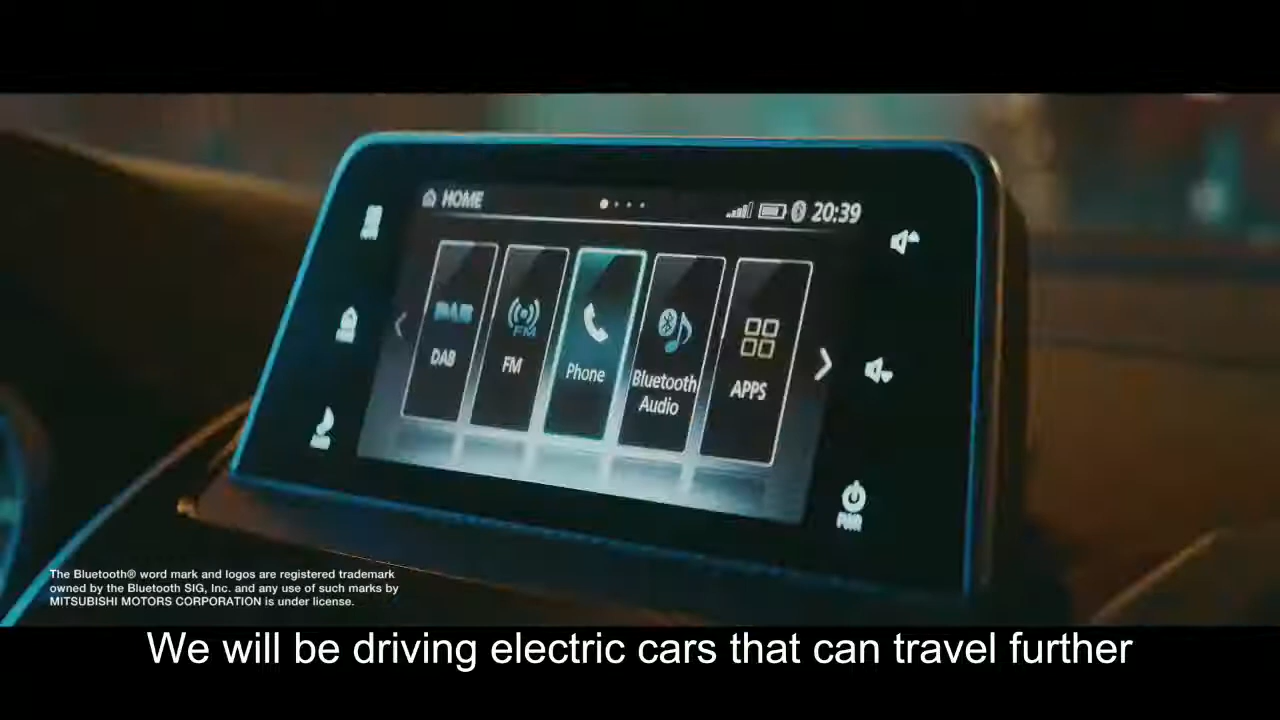 HOME
20:39
DAB
DAB
FM
FM
Phone
Bluetooth
Audio
APPS
PWR
The Bluetooth® word mark and logos are registered trademark
owned by the Bluetooth SIG, Inc. and any use of such marks by
MITSUBISHI MOTORS CORPORATION is under license.
We will be driving electric cars that can travel further